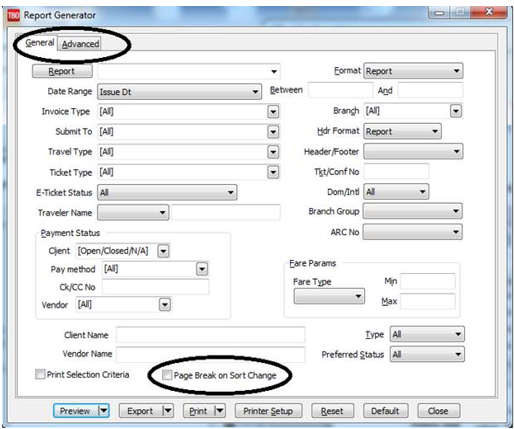 TBO Report Generator
General Advanced
Report Format Report
Date Range Issue Dt Between And
Invoice Type [All] Branch [All]
Submit To [All] Hdr Format Report
Travel Type [All] Header/Footer
Ticket Type [All] Tkt/Conf No
E-Ticket Status All Dom/Intl All
Traveler Name Branch Group
Payment Status ARC No
Client [Open/Closed/N/A]
Pay method [All] Fare Params
Ck/CC No Fare Type Min
Vendor [All] Max
Client Name Type All
Vendor Name Preferred Status All
Print Selection Criteria Page Break on Sort Change
Preview Export Print Printer Setup Reset Default Close